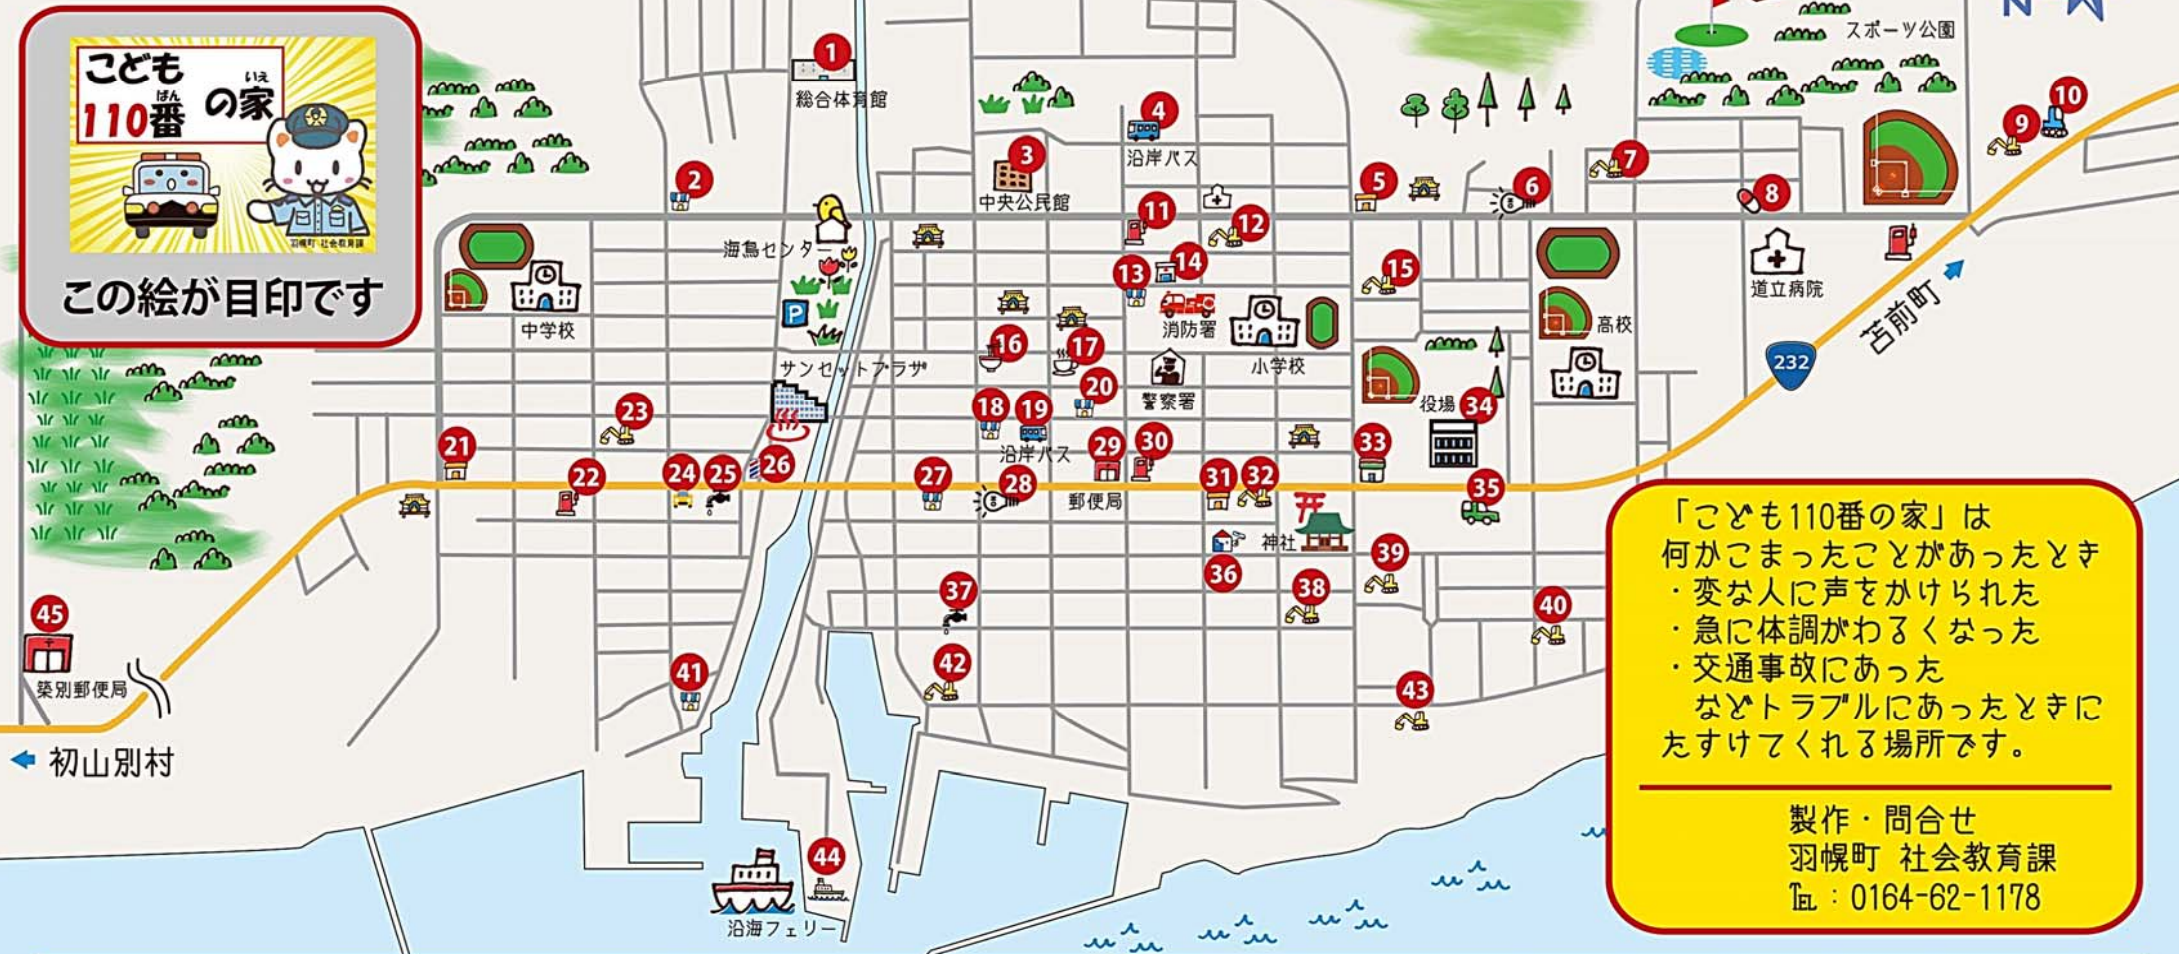 こども
110番の家
ばん
いえ
羽幌町 社会教育課
この絵が目印です
1
総合体育館
2
3
中央公民館
4
沿岸バス
5
6
7
8
9
10
スポーツ公園
N
海鳥センター
11
12
13
14
15
中学校
P
消防署
小学校
高校
道立病院
苫前町
232
サンセットプラザ
16
17
18
19
20
沿岸バス
警察署
役場
21
22
23
24
25
26
27
28
29
30
郵便局
31
32
33
34
35
神社
36
37
38
39
40
41
42
43
44
沿海フェリー
45
築別郵便局
初山別村
「こども110番の家」は
何かこまったことがあったとき
・変な人に声をかけられた
・急に体調がわるくなった
・交通事故にあった
などトラブルにあったときに
たすけてくれる場所です。
製作・問合せ
羽幌町 社会教育課
℡：0164-62-1178